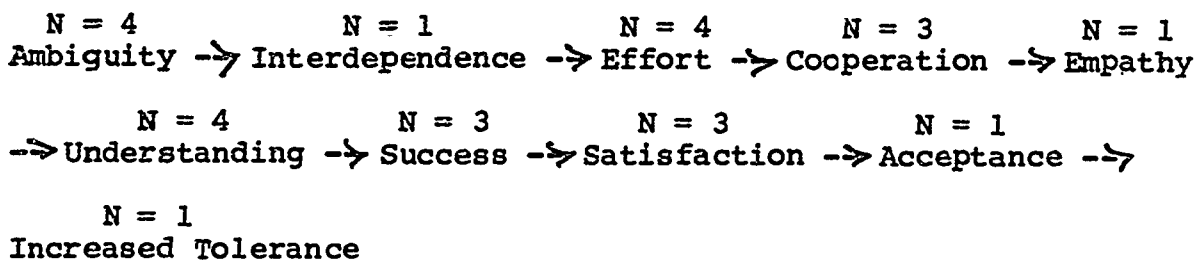 N = 4 N = 1 N = 4 N = 3 N = 1
Ambiguity --> Interdependence --> Effort --> Cooperation --> Empathy
N = 4 N = 3 N = 3 N = 1
--> Understanding --> Success --> Satisfaction --> Acceptance -->
N = 1
Increased Tolerance